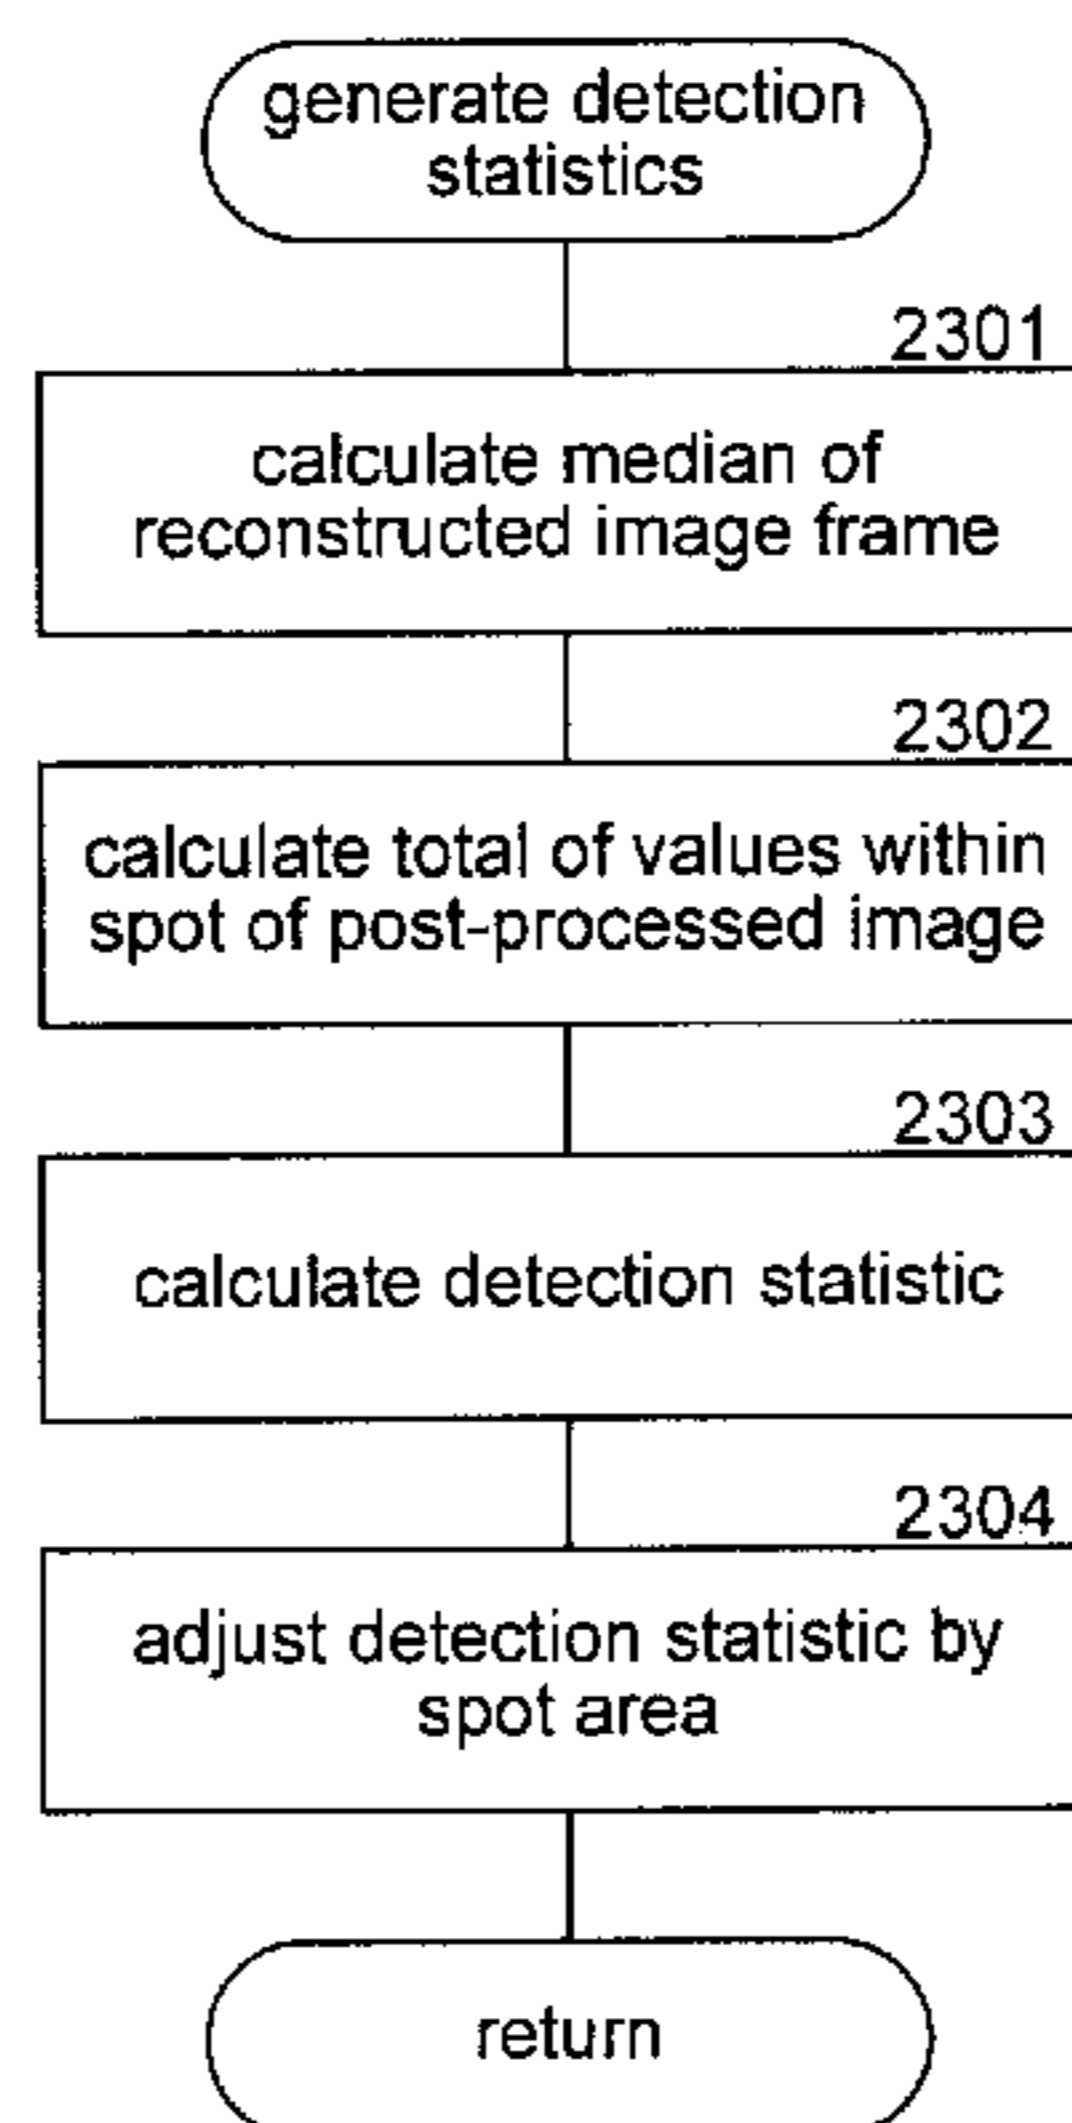 generate detection
statistics
2301
calculate median of
reconstructed image frame
2302
calculate total of values within
spot of post-processed image
2303
calculate detection statistic
2304
adjust detection statistic by
spot area
return